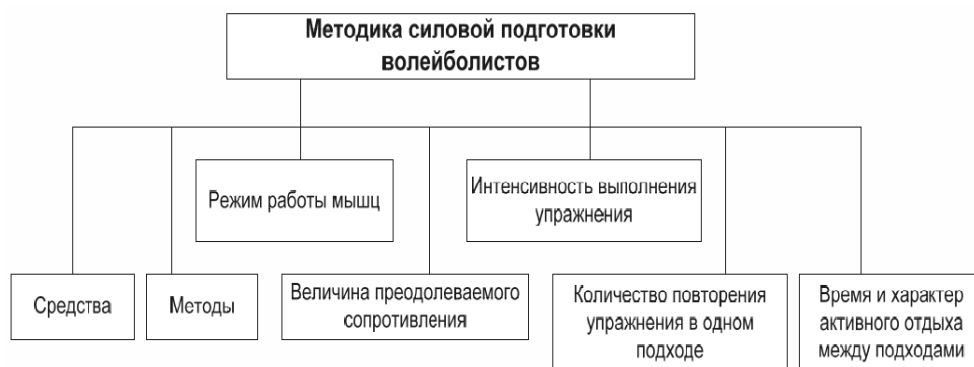 Методика силовой подготовки
волейболистов
Режим работы мышц
Интенсивность выполнения
упражнения
Средства
Методы
Величина преодолеваемого
сопротивления
Количество повторения
упражнения в одном
подходе
Время и характер
активного отдыха
между подходами